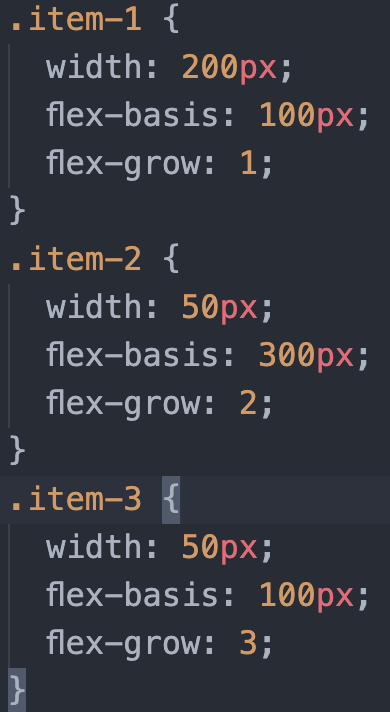 .item-1 {
  width: 200px;
  flex-basis: 100px;
  flex-grow: 1;
}
.item-2 {
  width: 50px;
  flex-basis: 300px;
  flex-grow: 2;
}
.item-3 {
  width: 50px;
  flex-basis: 100px;
  flex-grow: 3;
}